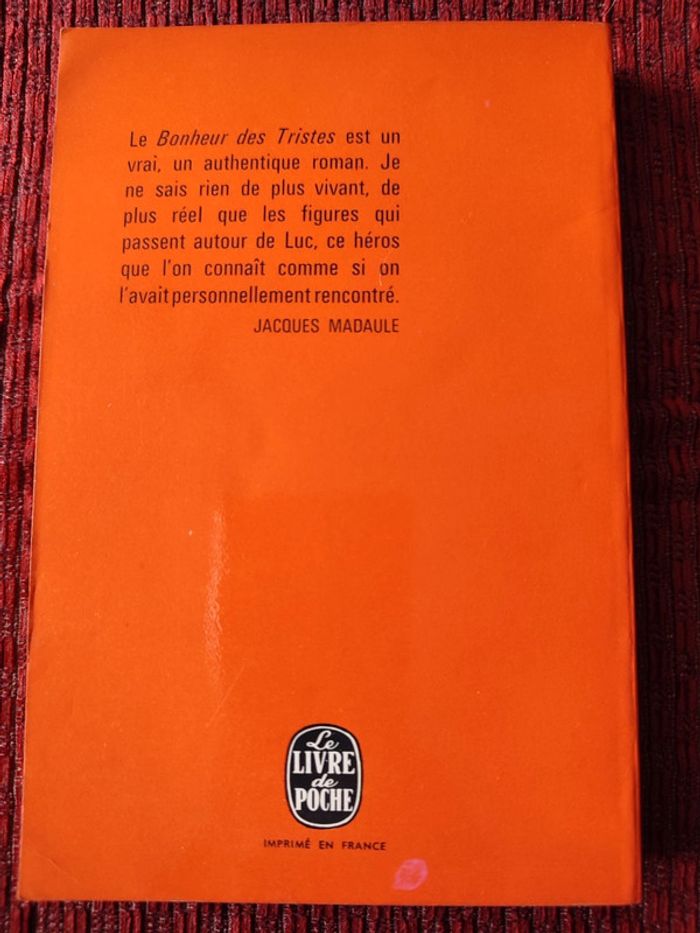 Le Bonheur des Tristes est un
vrai, un authentique roman. Je
ne sais rien de plus vivant, de
plus réel que les figures qui
passent autour de Luc, ce héros
que l'on connaît comme si on
l'avait personnellement rencontré.
JACQUES MADAULE
Le
LIVRE
de
POCHE
IMPRIMÉ EN FRANCE